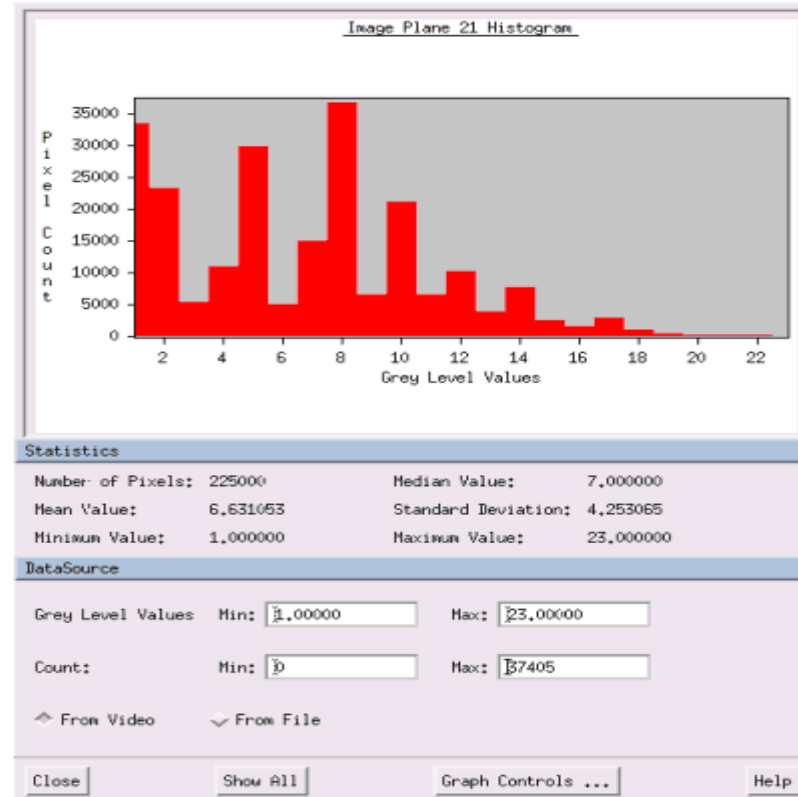 Image Plane 21 Histogram
35000
30000
25000
20000
15000
10000
5000
0
Pixel Count
2 4 6 8 10 12 14 16 18 20 22
Grey Level Values
Statistics
Number of Pixels: 225000 Median Value: 7.000000
Mean Value: 6.631053 Standard Deviation: 4.253065
Minimum Value: 1.000000 Maximum Value: 23.000000
DataSource
Grey Level Values Min: 1.00000 Max: 23.00000
Count: Min: 0 Max: 37405
From Video From File
Close Show All Graph Controls ... Help